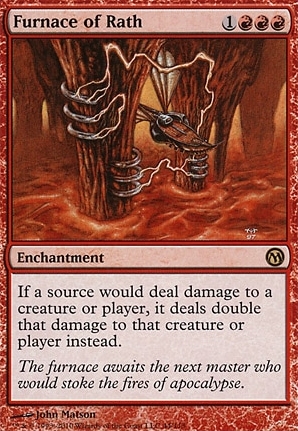 Furnace of Rath 1
Enchantment
If a source would deal damage to a
creature or player, it deals double
that damage to that creature or
player instead.
The furnace awaits the next master who
would stoke the fires of apocalypse.
John Matson